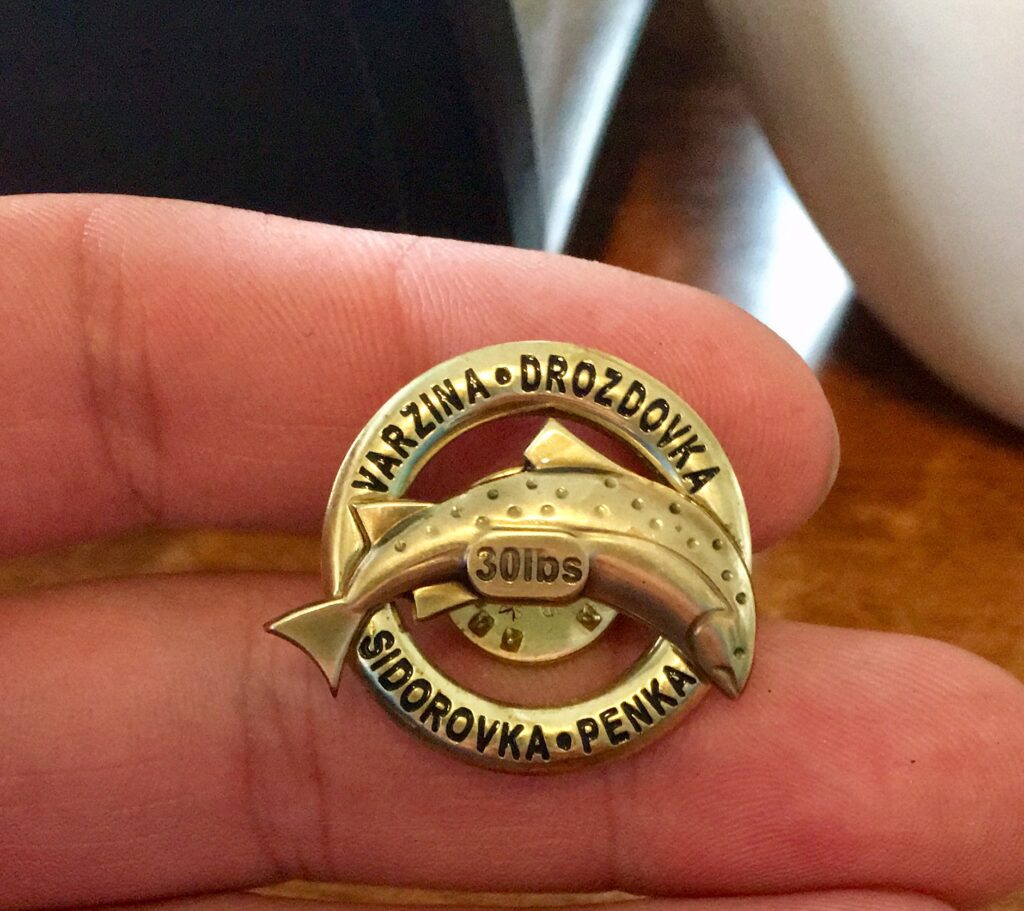 VARZINA • DROZDOVKA
30lbs
SIDOROVKA • PENKA